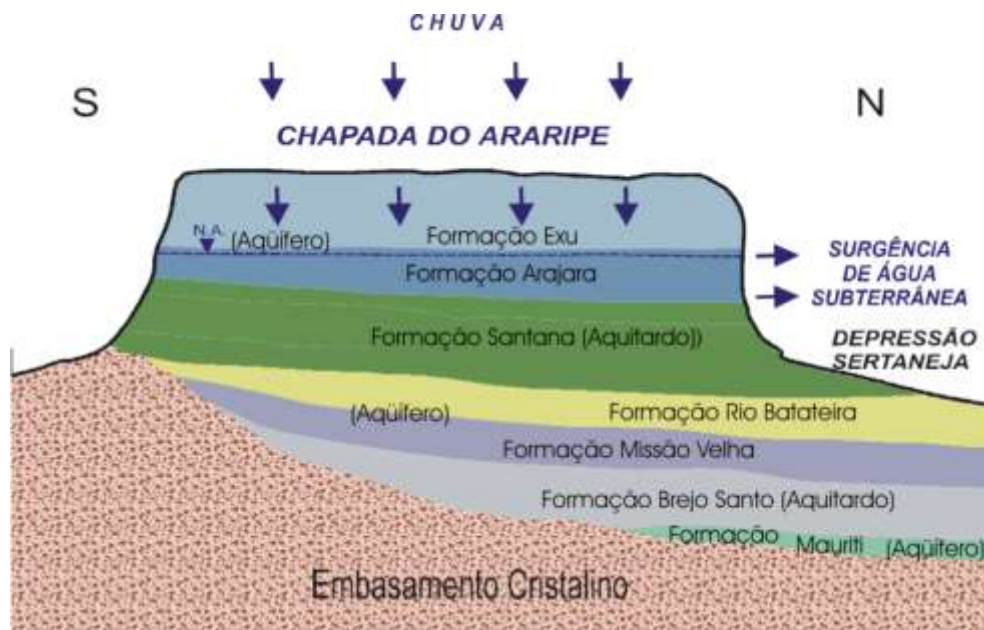 CHUVA
S
N
CHAPADA DO ARARIPE
N.A.
(Aqüífero)
Formação Exu
SURGÊNCIA
DE ÁGUA
SUBTERRÂNEA
Formação Arajara
Formação Santana (Aquitardo))
DEPRESSÃO
SERTANEJA
(Aqüífero)
Formação Rio Batateira
Formação Missão Velha
Formação Brejo Santo (Aquitardo)
Formação Mauriti (Aqüífero)
Embasamento Cristalino